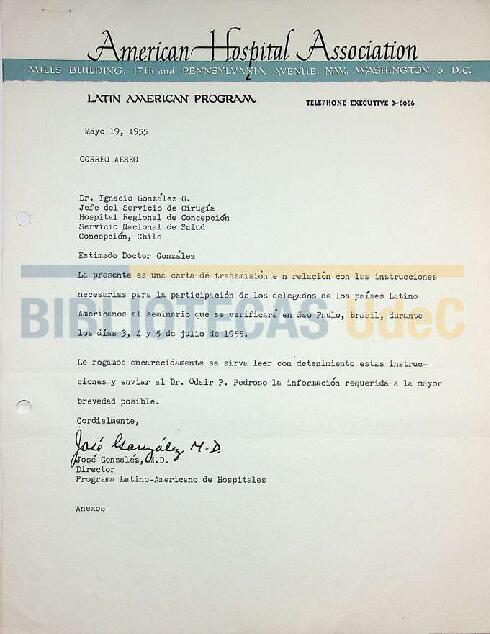 American Hospital Association
MILLS BUILDING, 17th and PENNSYLVANIA AVENUE, N.W., WASHINGTON 6 D.C.
LATIN AMERICAN PROGRAM
TELEPHONE EXECUTIVE 3-6656
Mayo 19, 1955
CORREO AEREO
Dr. Ignacio González G.
Jefe del Servicio de Cirugía
Hospital Regional de Concepción
Servicio Nacional de Salud
Concepción, Chile
Estimado Doctor González
La presente es una carta de transmisión e n relación con las instrucciones
necesarias para la participación de los delegados de los países Latino
Americanos al seminario que se verificará en Sao Paulo, Brasil, durante
los días 3, 4 y 5 de julio de 1955.
BIBLIOTECAS UdeC
Le rogamos encarecidamente se sirva leer con detenimiento estas instruc-
ciones y enviar al Dr. Odair P. Pedroso la información requerida a la mayor
brevedad posible.
Cordialmente,
José González M.D.
José González, M.D.
Director
Programa Latino-Americano de Hospitales
Anexos